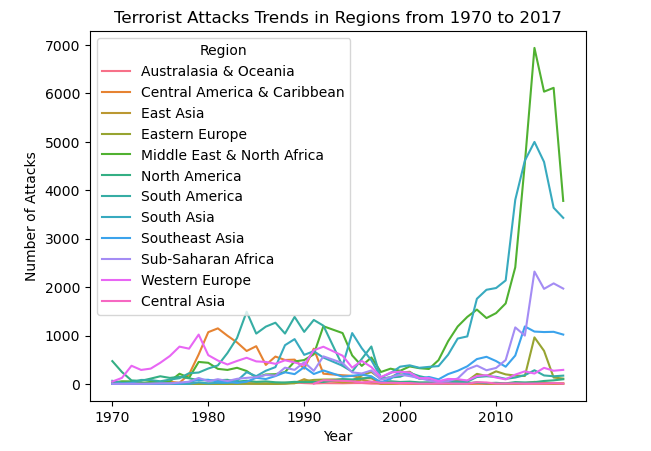 Terrorist Attacks Trends in Regions from 1970 to 2017
7000
6000
5000
4000
3000
2000
1000
0
Number of Attacks
Region
Australasia & Oceania
Central America & Caribbean
East Asia
Eastern Europe
Middle East & North Africa
North America
South America
South Asia
Southeast Asia
Sub-Saharan Africa
Western Europe
Central Asia
1970 1980 1990 2000 2010
Year